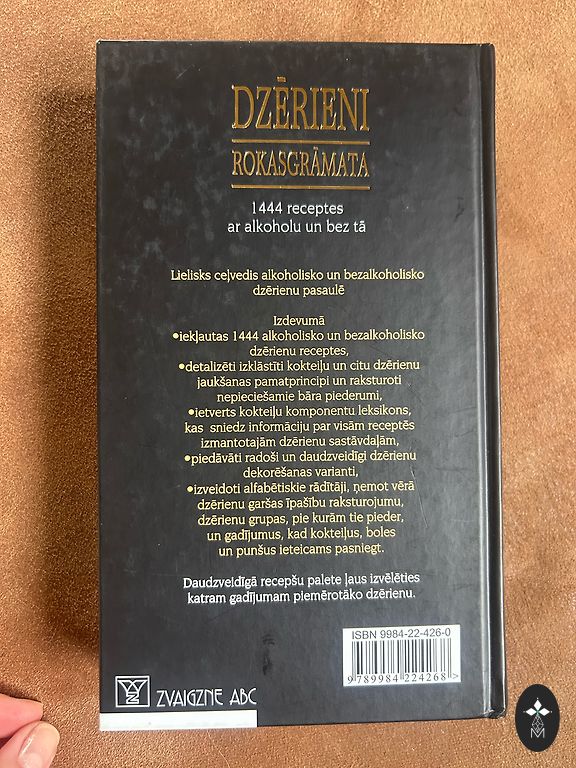 DZĒRIENI
ROKASGRĀMATA
1444 receptes
ar alkoholu un bez tā
Lielisks ceļvedis alkoholisko un bezalkoholisko
dzērienu pasaulē
Izdevumā
•iekļautas 1444 alkoholisko un bezalkoholisko
dzērienu receptes,
•detalizēti izklāstīti kokteiļu un citu dzērienu
jaukšanas pamatprincipi un raksturoti
nepieciešamie bāra piederumi,
•ietverts kokteiļu komponentu leksikons,
kas sniedz informāciju par visām receptēs
izmantotajām dzērienu sastāvdaļām,
•piedāvāti radoši un daudzveidīgi dzērienu
dekorēšanas varianti,
•izveidoti alfabētiskie rādītāji, ņemot vērā
dzērienu garšas īpašību raksturojumu,
dzērienu grupas, pie kurām tie pieder,
un gadījumus, kad kokteiļus, boles
un punšus ieteicams pasniegt.
Daudzveidīgā recepšu palete ļaus izvēlēties
katram gadījumam piemērotāko dzērienu.
ISBN 9984-22-426-0
9 789984 224268 >
ZVAIGZNE ABC
M